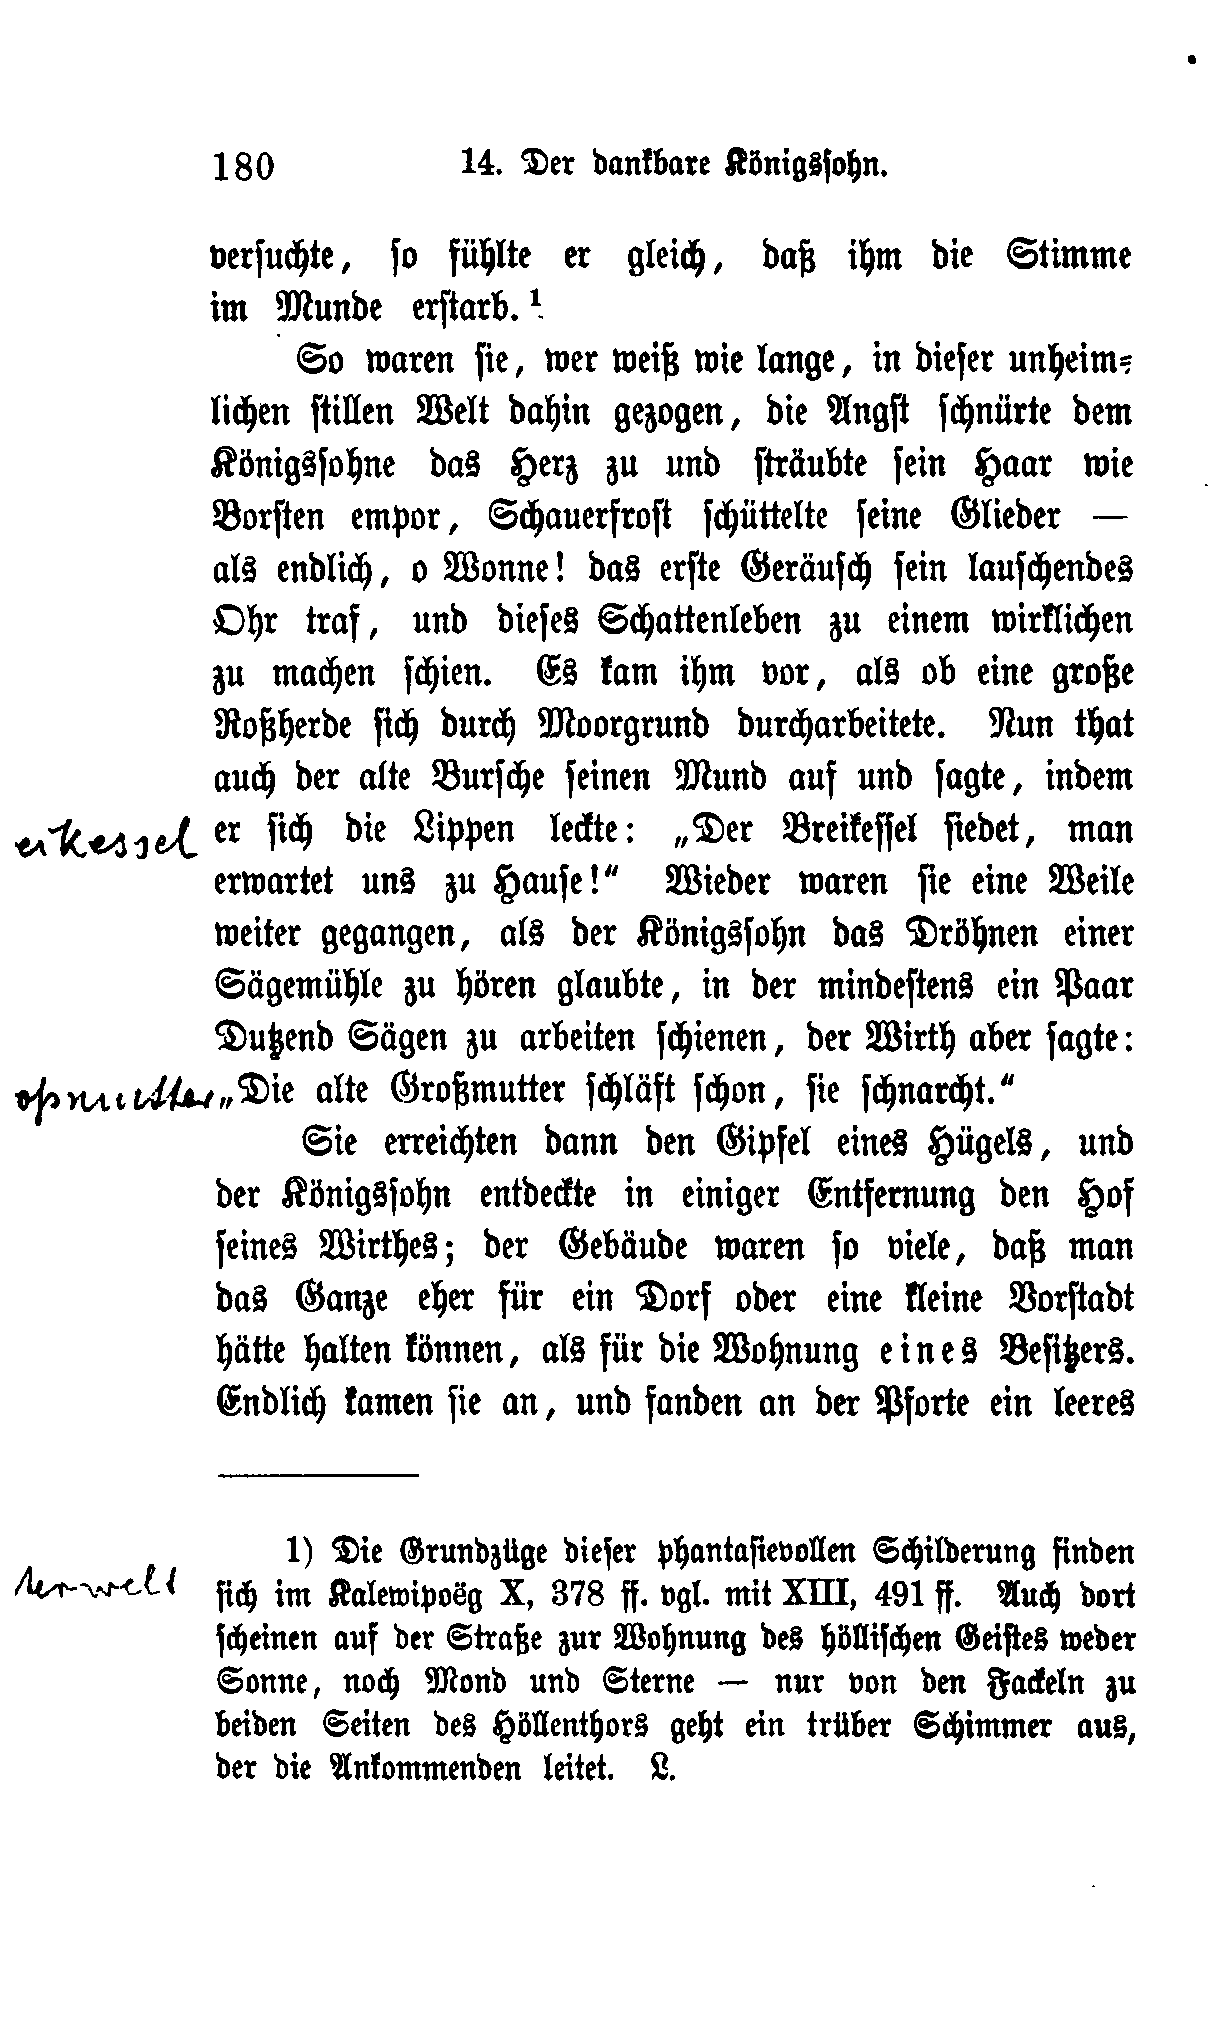 180 14. Der dankbare Königssohn.
versuchte, so fühlte er gleich, daß ihm die Stimme
im Munde erstarb.¹
So waren sie, wer weiß wie lange, in dieser unheim-
lichen stillen Welt dahin gezogen, die Angst schnürte dem
Königssohne das Herz zu und sträubte sein Haar wie
Borsten empor, Schauerfrost schüttelte seine Glieder —
als endlich, o Wonne! das erste Geräusch sein lauschendes
Ohr traf, und dieses Schattenleben zu einem wirklichen
zu machen schien. Es kam ihm vor, als ob eine große
Roßherde sich durch Moorgrund durcharbeitete. Nun that
auch der alte Bursche seinen Mund auf und sagte, indem
eikessel er sich die Lippen leckte: „Der Breikessel siedet, man
erwartet uns zu Hause!“ Wieder waren sie eine Weile
weiter gegangen, als der Königssohn das Dröhnen einer
Sägemühle zu hören glaubte, in der mindestens ein Paar
Dutzend Sägen zu arbeiten schienen, der Wirth aber sagte:
oßmutter „Die alte Großmutter schläft schon, sie schnarcht.“
Sie erreichten dann den Gipfel eines Hügels, und
der Königssohn entdeckte in einiger Entfernung den Hof
seines Wirthes; der Gebäude waren so viele, daß man
das Ganze eher für ein Dorf oder eine kleine Vorstadt
hätte halten können, als für die Wohnung eines Besitzers.
Endlich kamen sie an, und fanden an der Pforte ein leeres
1) Die Grundzüge dieser phantasievollen Schilderung finden
terwelt sich im Kalewipoëg X, 378 ff. vgl. mit XIII, 491 ff. Auch dort
scheinen auf der Straße zur Wohnung des höllischen Geistes weder
Sonne, noch Mond und Sterne — nur von den Fackeln zu
beiden Seiten des Höllenthors geht ein trüber Schimmer aus,
der die Ankommenden leitet. L.